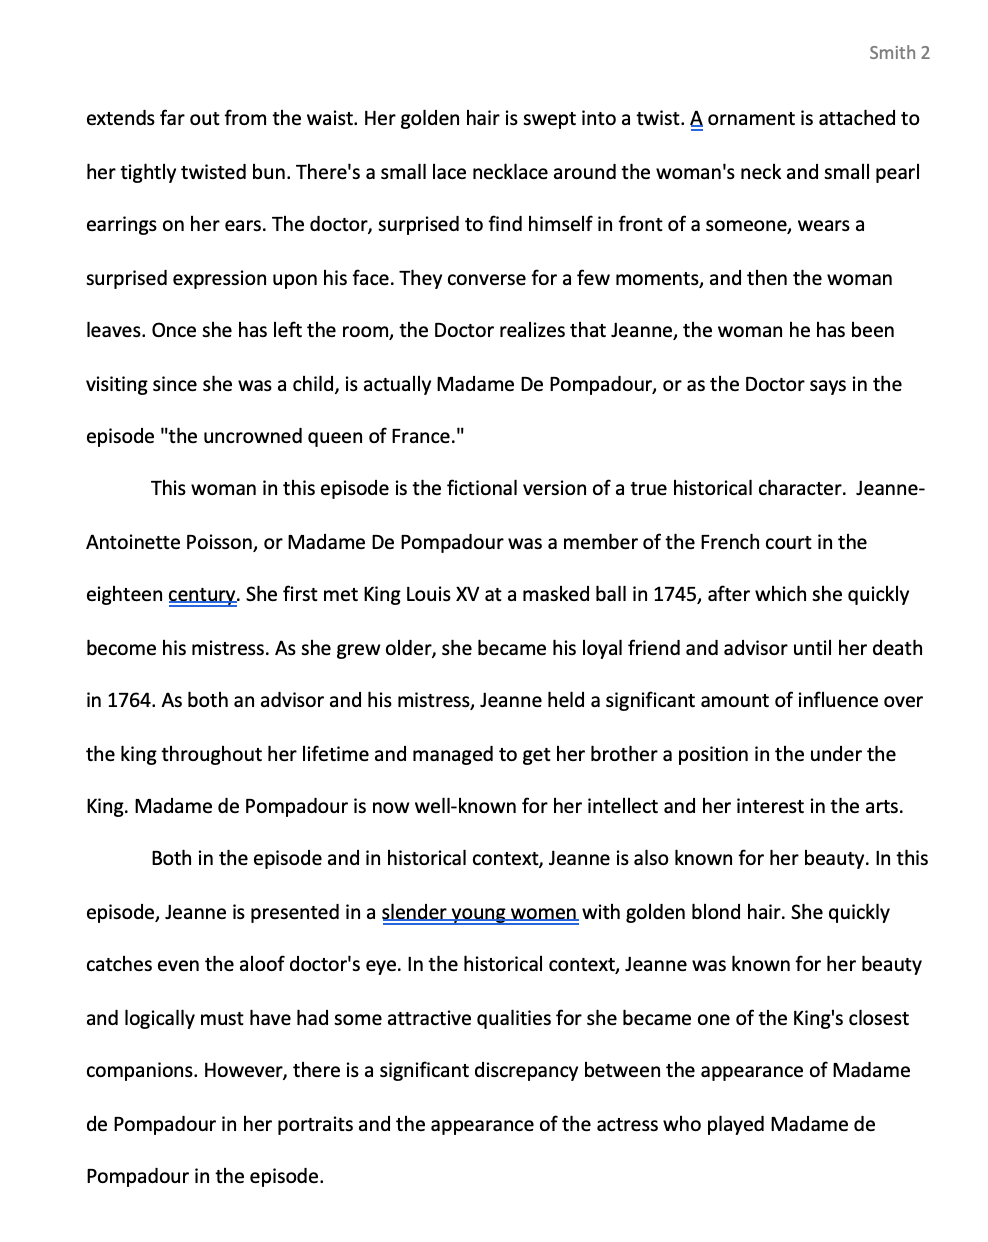 Smith 2
extends far out from the waist. Her golden hair is swept into a twist. A ornament is attached to
her tightly twisted bun. There's a small lace necklace around the woman's neck and small pearl
earrings on her ears. The doctor, surprised to find himself in front of a someone, wears a
surprised expression upon his face. They converse for a few moments, and then the woman
leaves. Once she has left the room, the Doctor realizes that Jeanne, the woman he has been
visiting since she was a child, is actually Madame De Pompadour, or as the Doctor says in the
episode "the uncrowned queen of France."
This woman in this episode is the fictional version of a true historical character.  Jeanne-
Antoinette Poisson, or Madame De Pompadour was a member of the French court in the
eighteen century. She first met King Louis XV at a masked ball in 1745, after which she quickly
become his mistress. As she grew older, she became his loyal friend and advisor until her death
in 1764. As both an advisor and his mistress, Jeanne held a significant amount of influence over
the king throughout her lifetime and managed to get her brother a position in the under the
King. Madame de Pompadour is now well-known for her intellect and her interest in the arts.
Both in the episode and in historical context, Jeanne is also known for her beauty. In this
episode, Jeanne is presented in a slender young women with golden blond hair. She quickly
catches even the aloof doctor's eye. In the historical context, Jeanne was known for her beauty
and logically must have had some attractive qualities for she became one of the King's closest
companions. However, there is a significant discrepancy between the appearance of Madame
de Pompadour in her portraits and the appearance of the actress who played Madame de
Pompadour in the episode.